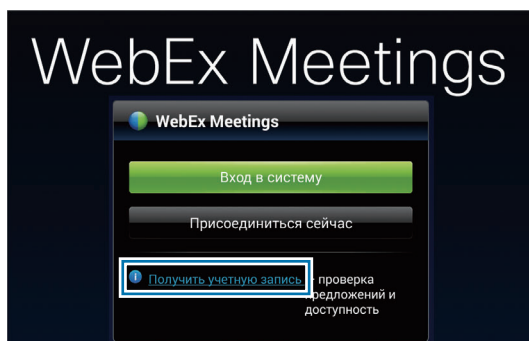 WebEx Meetings
WebEx Meetings
Вход в систему
Присоединиться сейчас
Получить учетную запись - проверка
предложений и
доступность